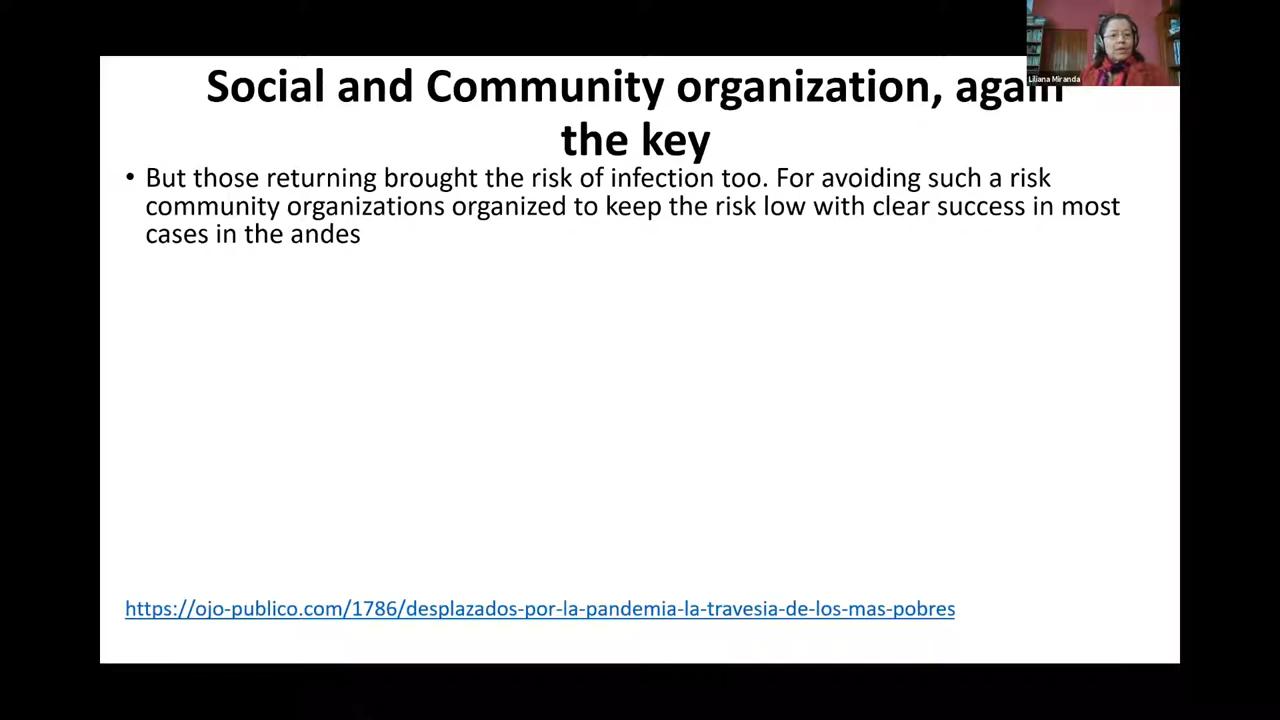 Social and Community organization, again
the key
• But those returning brought the risk of infection too. For avoiding such a risk
community organizations organized to keep the risk low with clear success in most
cases in the andes
https://ojo-publico.com/1786/desplazados-por-la-pandemia-la-travesia-de-los-mas-pobres
Liliana Miranda